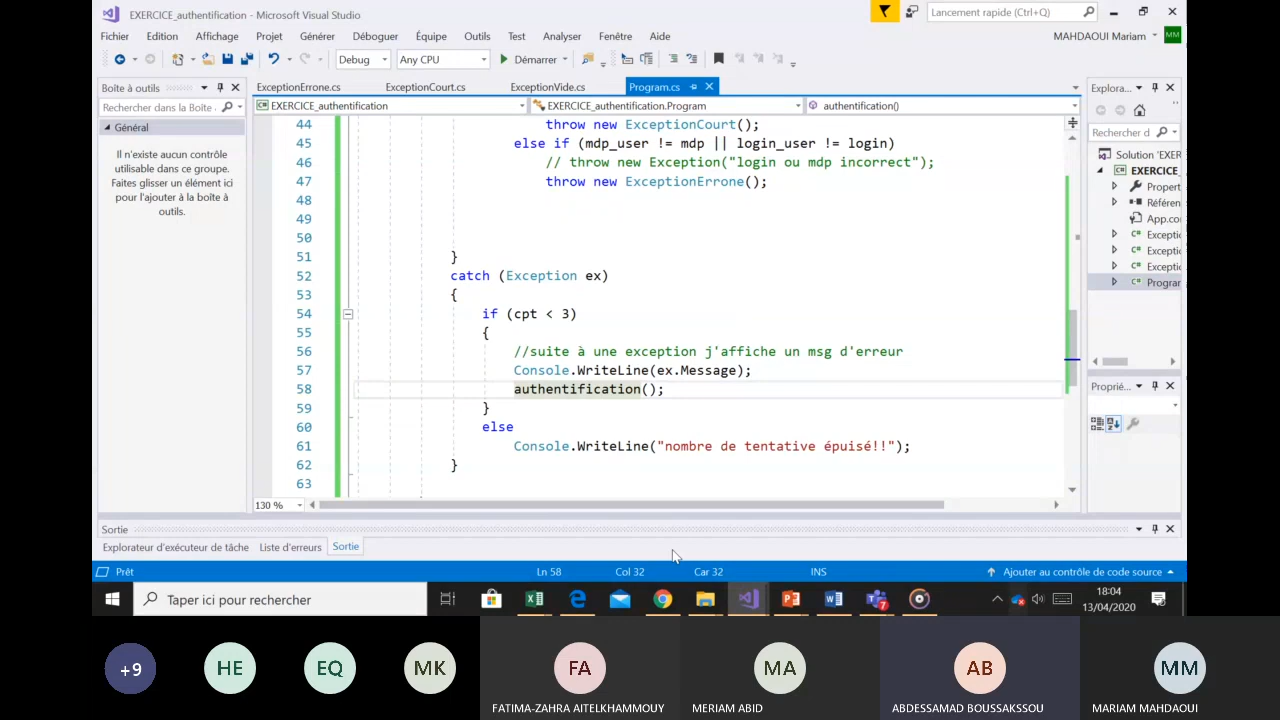 EXERCICE_authentification - Microsoft Visual Studio
Lancement rapide (Ctrl+Q)
Fichier Edition Affichage Projet Générer Déboguer Équipe Outils Test Analyser Fenêtre Aide
MAHDAOUI Mariam MM
Debug Any CPU Démarrer
Boîte à outils
ExceptionErrone.cs ExceptionCourt.cs ExceptionVide.cs Program.cs
Explora...
Rechercher dans la Boîte
EXERCICE_authentification EXERCICE_authentification.Program authentification()
Général
Il n'existe aucun contrôle
utilisable dans ce groupe.
Faites glisser un élément ici
pour l'ajouter à la boîte à
outils.
44 throw new ExceptionCourt();
45 else if (mdp_user != mdp || login_user != login)
46 // throw new Exception("login ou mdp incorrect");
47 throw new ExceptionErrone();
48
49
50
51 }
52 catch (Exception ex)
53 {
54 if (cpt < 3)
55 {
56 //suite à une exception j'affiche un msg d'erreur
57 Console.WriteLine(ex.Message);
58 authentification();
59 }
60 else
61 Console.WriteLine("nombre de tentative épuisé!!");
62 }
63
Rechercher d
Solution 'EXER
EXERCICE_
Propert
Référen
App.co
Excepti
Excepti
Excepti
Progran
Proprié...
130 %
Sortie
Explorateur d'exécuteur de tâche Liste d'erreurs Sortie
Prêt Ln 58 Col 32 Car 32 INS Ajouter au contrôle de code source
Taper ici pour rechercher
7
18:04
13/04/2020
+9 HE EQ MK FA MA AB MM
FATIMA-ZAHRA AITELKHAMMOUY MERIAM ABID ABDESSAMAD BOUSSAKSSOU MARIAM MAHDAOUI